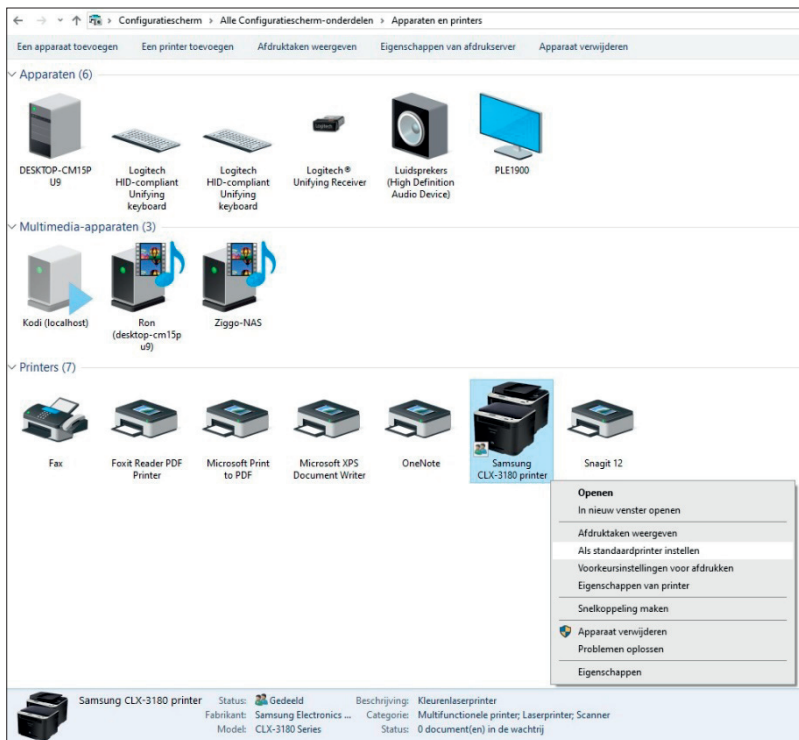 Configuratiescherm > Alle Configuratiescherm-onderdelen > Apparaten en printers
Een apparaat toevoegen Een printer toevoegen Afdruktaken weergeven Eigenschappen van afdrukserver Apparaat verwijderen
Apparaten (6)
DESKTOP-CM15P
U9
Logitech
HID-compliant
Unifying
keyboard
Logitech
HID-compliant
Unifying
keyboard
Logitech®
Unifying Receiver
Luidsprekers
(High Definition
Audio Device)
PLE1900
Multimedia-apparaten (3)
Kodi (localhost)
Ron
(desktop-cm15p
u9)
Ziggo-NAS
Printers (7)
Fax
Foxit Reader PDF
Printer
Microsoft Print
to PDF
Microsoft XPS
Document Writer
OneNote
Samsung
CLX-3180 printer
Snagit 12
Openen
In nieuw venster openen
Afdruktaken weergeven
Als standaardprinter instellen
Voorkeursinstellingen voor afdrukken
Eigenschappen van printer
Snelkoppeling maken
Apparaat verwijderen
Problemen oplossen
Eigenschappen
Samsung CLX-3180 printer Status: Gedeeld Beschrijving: Kleurenlaserprinter
Fabrikant: Samsung Electronics ... Categorie: Multifunctionele printer; Laserprinter; Scanner
Model: CLX-3180 Series Status: 0 document(en) in de wachtrij